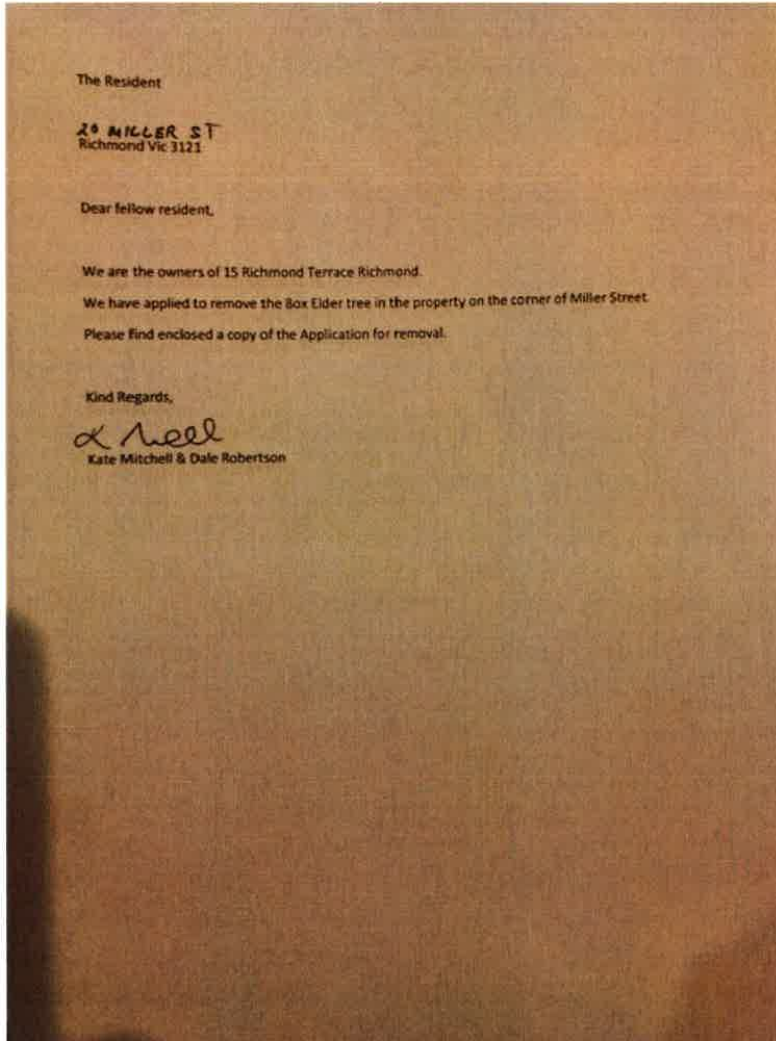 The Resident
20 MILLER ST
Richmond Vic 3121
Dear fellow resident,
We are the owners of 15 Richmond Terrace Richmond.
We have applied to remove the Box Elder tree in the property on the corner of Miller Street.
Please find enclosed a copy of the Application for removal.
Kind Regards,
Kate Mitchell & Dale Robertson